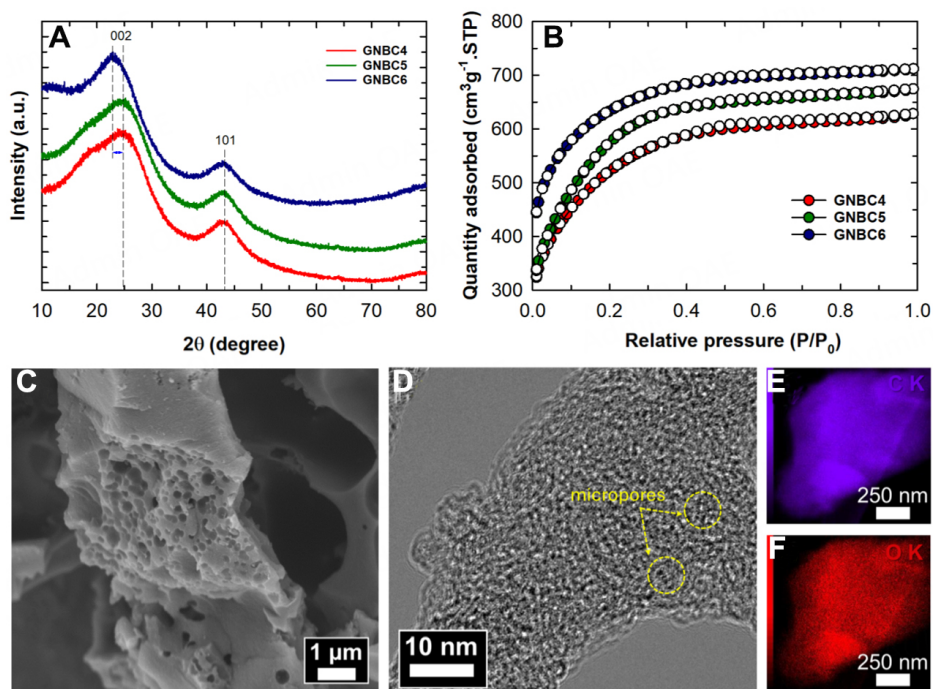 A
002
GNBC4
GNBC5
GNBC6
101
Intensity (a.u.)
10 20 30 40 50 60 70 80
2θ (degree)
B
800
700
600
500
400
300
Quantity adsorbed (cm³g⁻¹.STP)
GNBC4
GNBC5
GNBC6
0.0 0.2 0.4 0.6 0.8 1.0
Relative pressure (P/P₀)
C
1 µm
D
micropores
10 nm
E
C K
250 nm
F
O K
250 nm